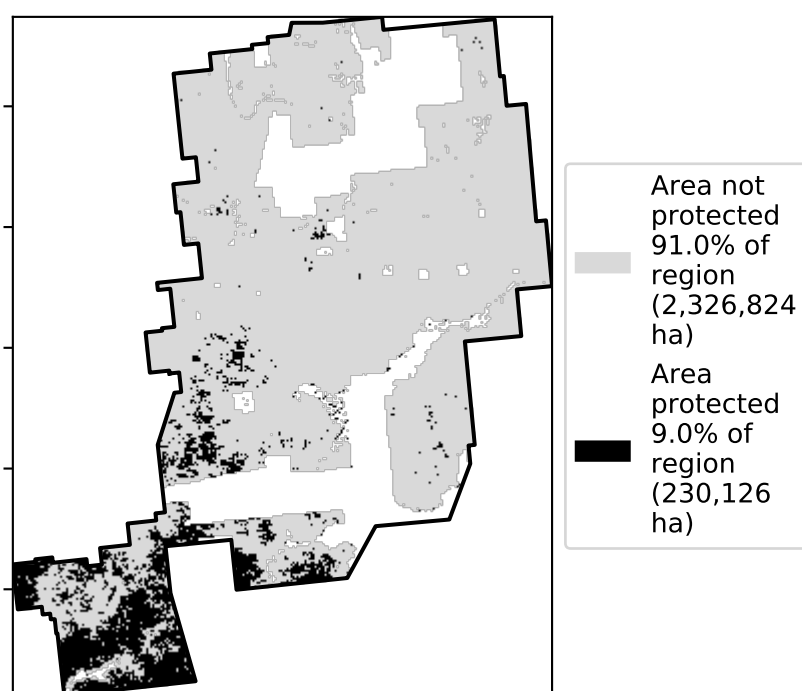 Area not
protected
91.0% of
region
(2,326,824
ha)
Area
protected
9.0% of
region
(230,126
ha)